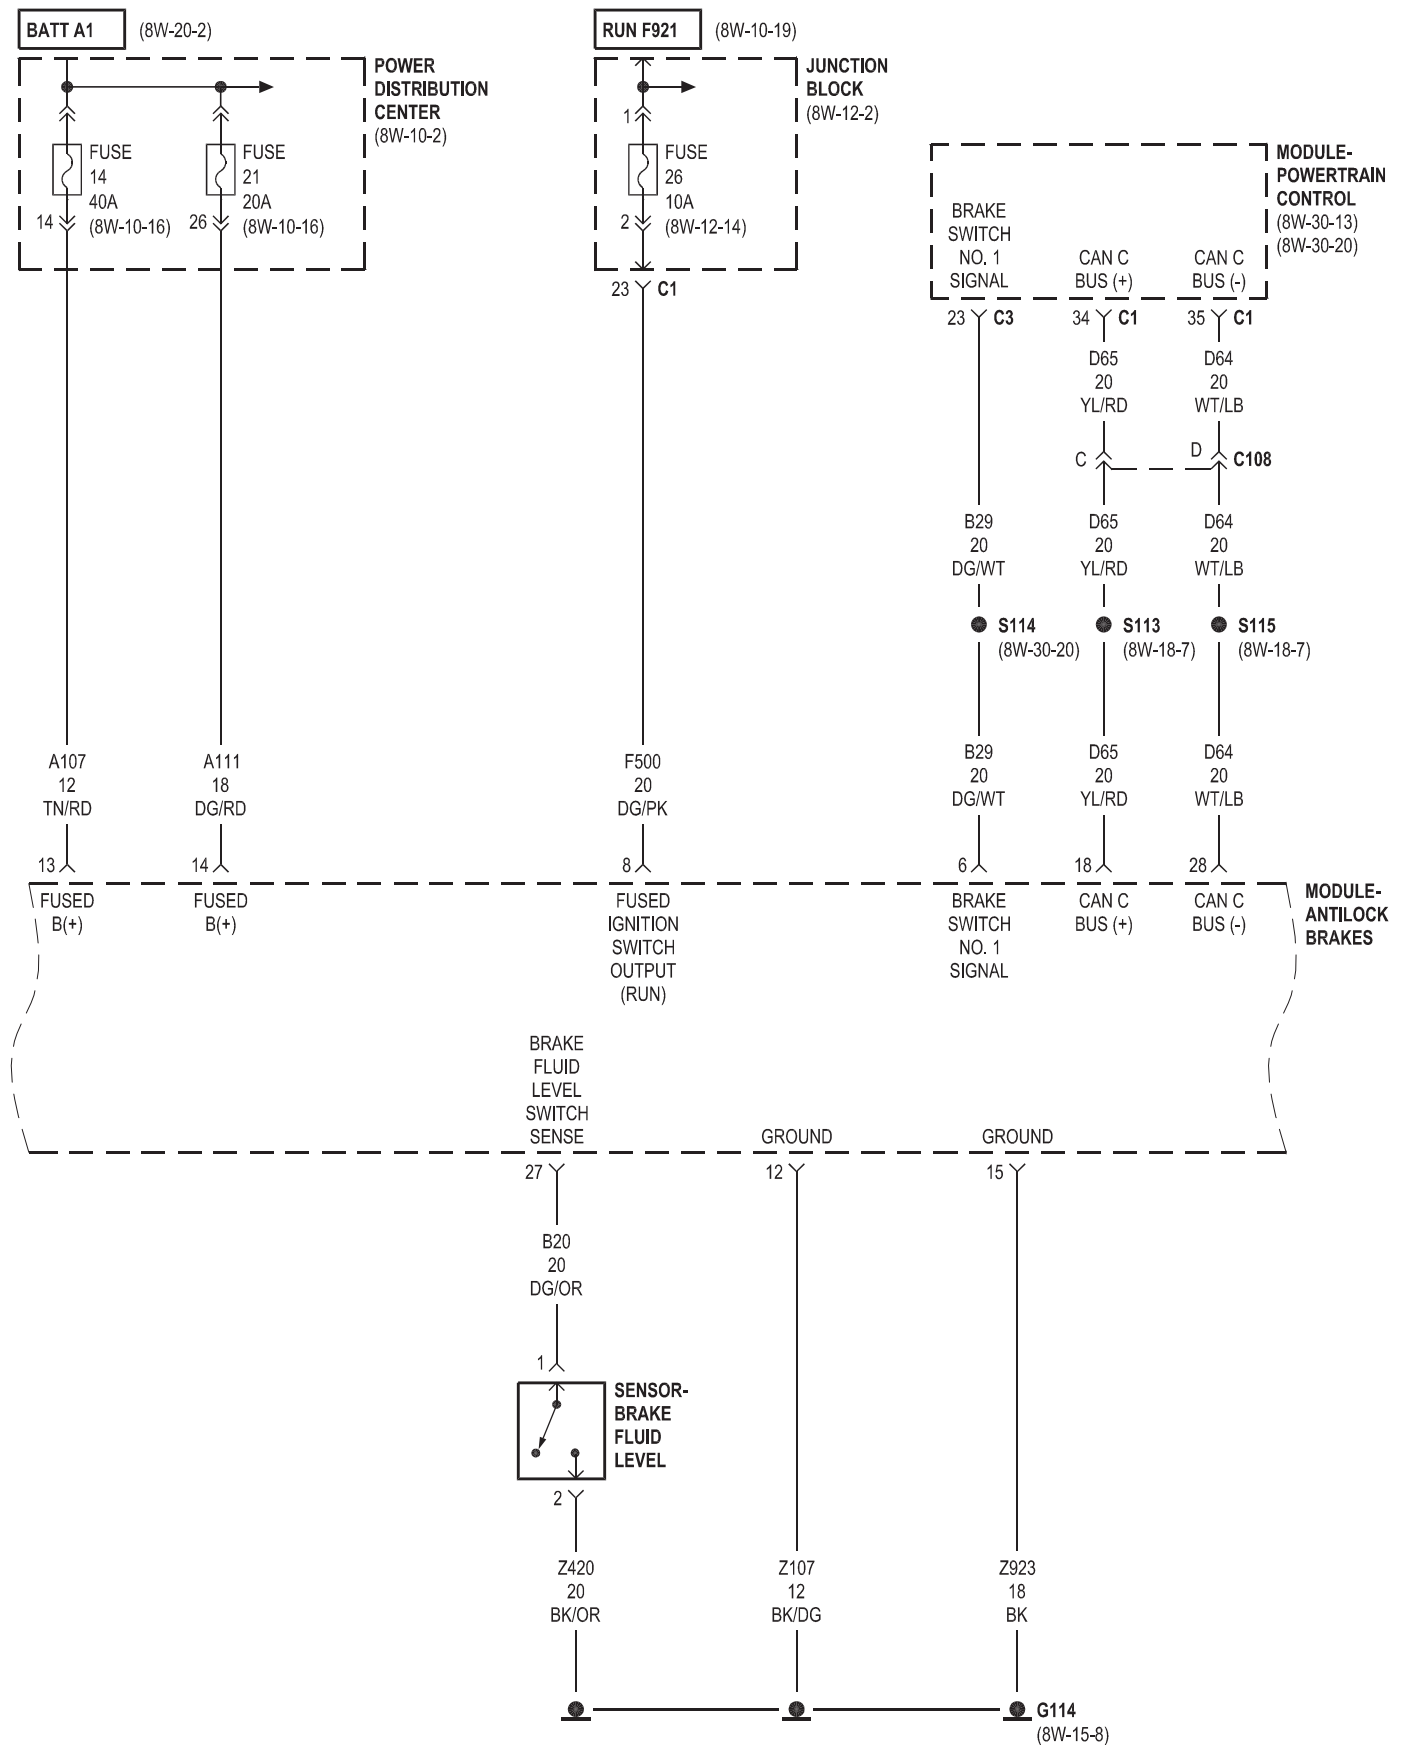 BATT A1 (8W-20-2)
RUN F921 (8W-10-19)
POWER
DISTRIBUTION
CENTER
(8W-10-2)
JUNCTION
BLOCK
(8W-12-2)
1
FUSE
14
40A
(8W-10-16)
14
FUSE
21
20A
(8W-10-16)
26
FUSE
26
10A
(8W-12-14)
2
23 C1
MODULE-
POWERTRAIN
CONTROL
(8W-30-13)
(8W-30-20)
BRAKE
SWITCH
NO. 1
SIGNAL
CAN C
BUS (+)
CAN C
BUS (-)
23 C3
34 C1
35 C1
D65
20
YL/RD
D64
20
WT/LB
C
D
C108
B29
20
DG/WT
D65
20
YL/RD
D64
20
WT/LB
S114
(8W-30-20)
S113
(8W-18-7)
S115
(8W-18-7)
A107
12
TN/RD
A111
18
DG/RD
F500
20
DG/PK
B29
20
DG/WT
D65
20
YL/RD
D64
20
WT/LB
13
14
8
6
18
28
FUSED
B(+)
FUSED
B(+)
FUSED
IGNITION
SWITCH
OUTPUT
(RUN)
BRAKE
SWITCH
NO. 1
SIGNAL
CAN C
BUS (+)
CAN C
BUS (-)
MODULE-
ANTILOCK
BRAKES
BRAKE
FLUID
LEVEL
SWITCH
SENSE
GROUND
GROUND
27
12
15
B20
20
DG/OR
1
SENSOR-
BRAKE
FLUID
LEVEL
2
Z420
20
BK/OR
Z107
12
BK/DG
Z923
18
BK
G114
(8W-15-8)